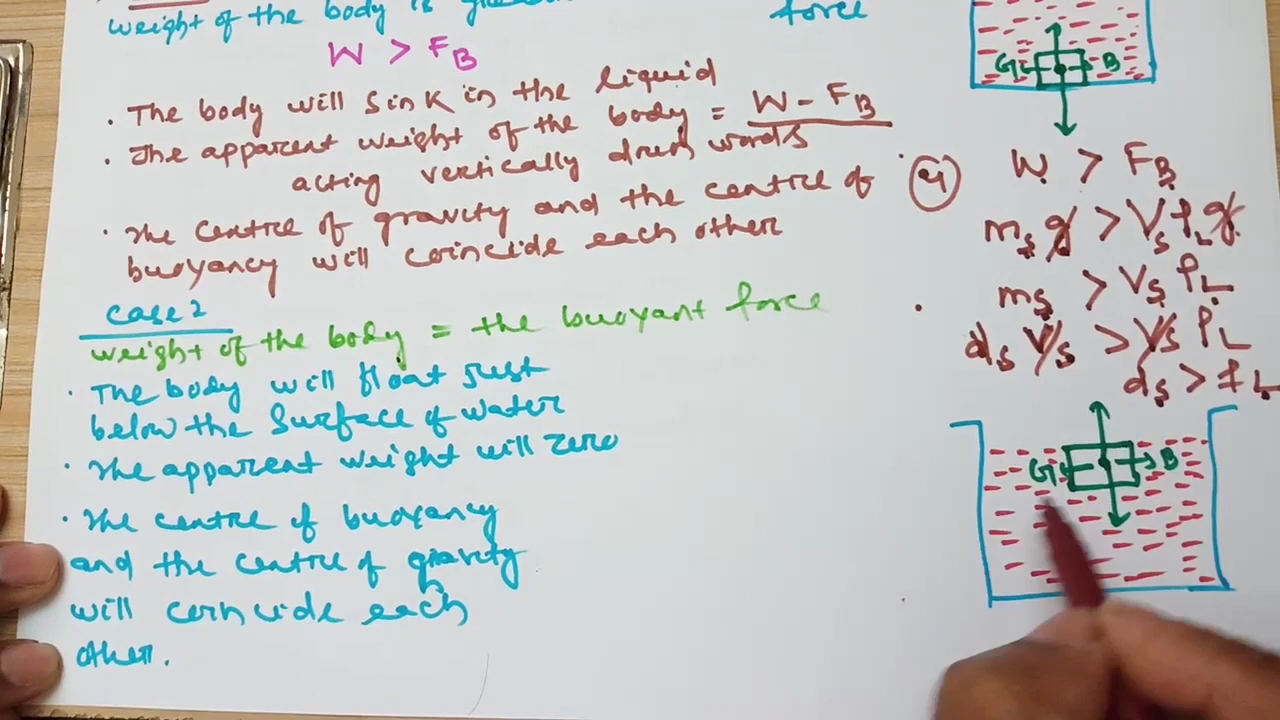 weight of the body is
force
W > FB
. The body will sink in the liquid
. The apparent weight of the body = W - FB
acting vertically words
. The centre of gravity and the centre of
buoyancy will coincide each other
case 2
weight of the body = the buoyant force
. The body will float just
below the surface of water
. The apparent weight will zero
. The centre of buoyancy
and the centre of gravity
will each
other.
G B
W > FB
ms g > Vs ρL g
ms > Vs ρL
ds Vs > Vs ρL
ds > ρL
G B